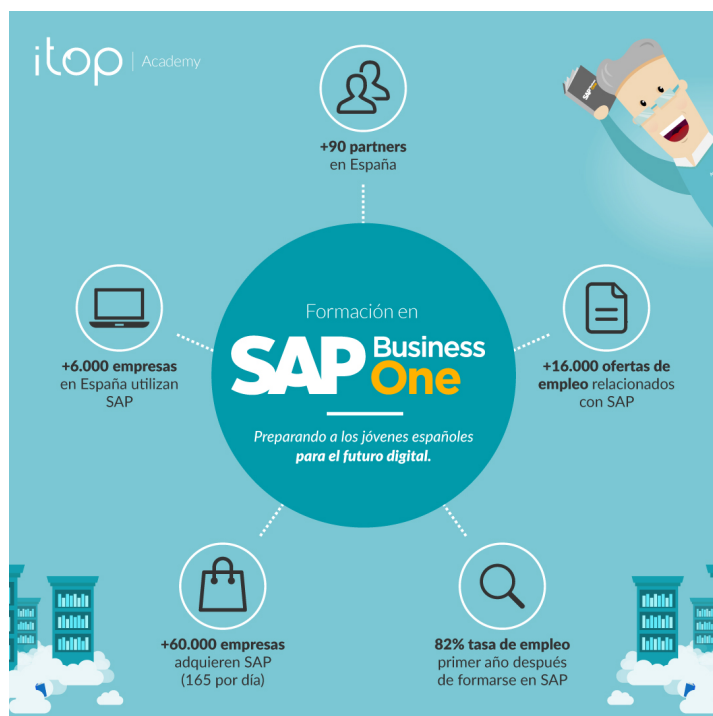 itop | Academy
SAP
+90 partners
en España
+6.000 empresas
en España utilizan
SAP
Formación en
SAP Business One
Preparando a los jóvenes españoles
para el futuro digital.
+16.000 ofertas de
empleo relacionados
con SAP
+60.000 empresas
adquieren SAP
(165 por día)
82% tasa de empleo
primer año después
de formarse en SAP